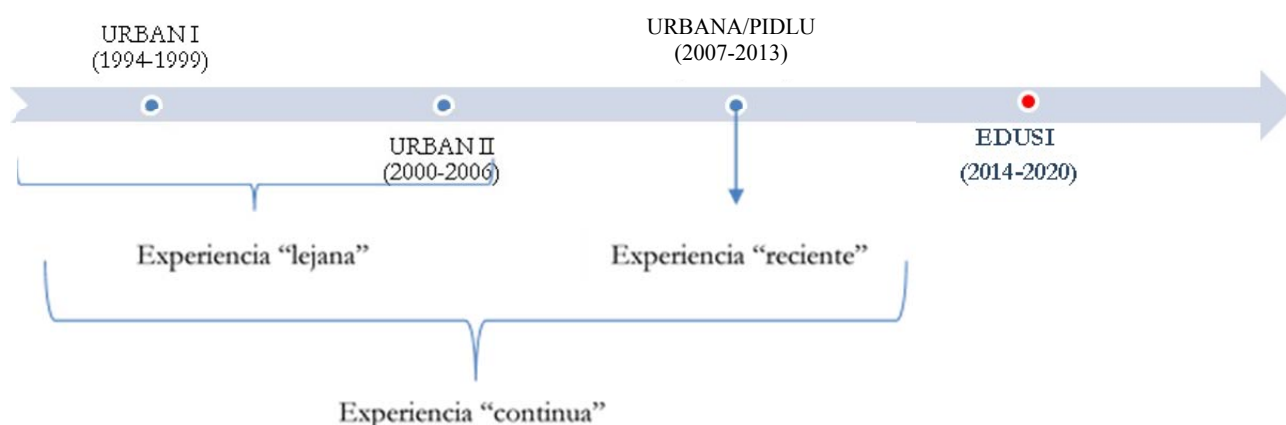 URBAN I
(1994-1999)
URBANA/PIDLU
(2007-2013)
URBAN II
(2000-2006)
EDUSI
(2014-2020)
Experiencia “lejana”
Experiencia “reciente”
Experiencia “continua”